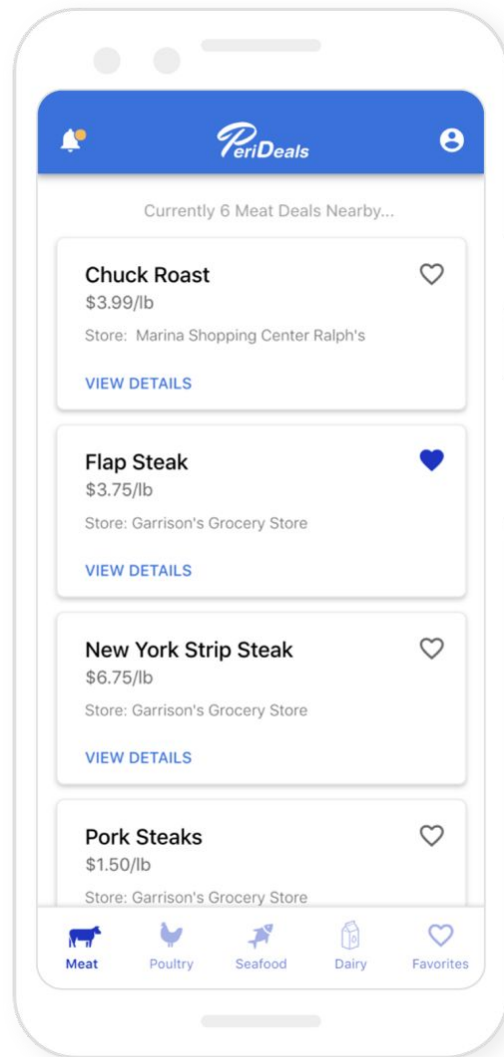 PeriDeals
Currently 6 Meat Deals Nearby...
Chuck Roast
$3.99/lb
Store: Marina Shopping Center Ralph's
VIEW DETAILS
Flap Steak
$3.75/lb
Store: Garrison's Grocery Store
VIEW DETAILS
New York Strip Steak
$6.75/lb
Store: Garrison's Grocery Store
VIEW DETAILS
Pork Steaks
$1.50/lb
Store: Garrison's Grocery Store
Meat Poultry Seafood Dairy Favorites